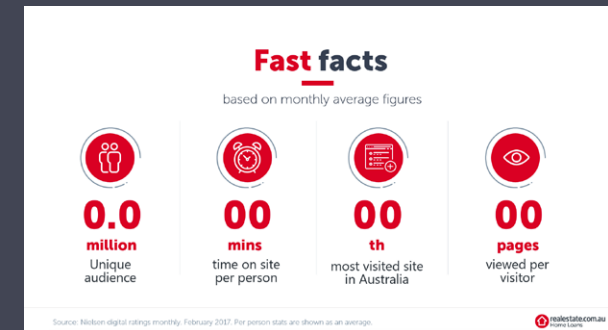 Fast facts
based on monthly average figures
0.0
million
Unique
audience
00
mins
time on site
per person
00
th
most visited site
in Australia
00
pages
viewed per
visitor
Source: Nielsen digital ratings monthly. February 2017. Per person stats are shown as an average.
realestate.com.au
Home Loans